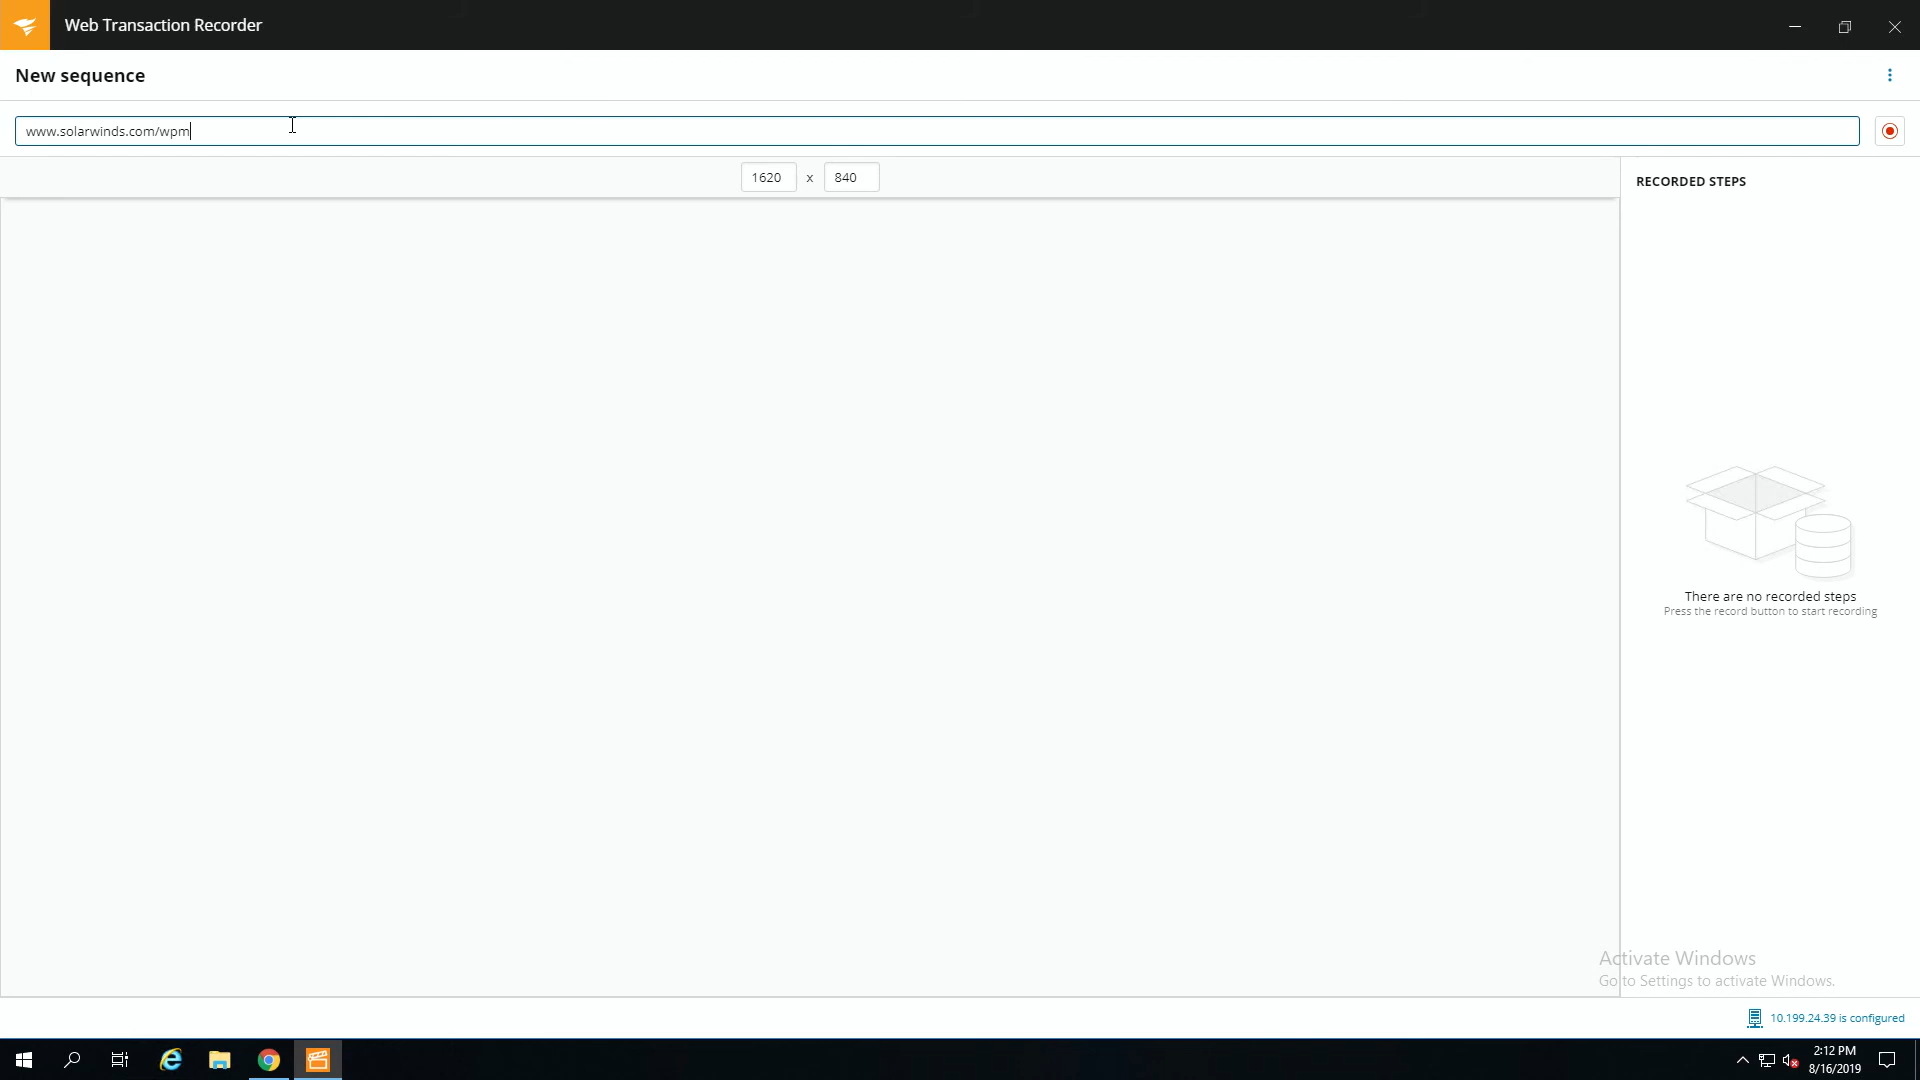 Web Transaction Recorder
New sequence
www.solarwinds.com/wpm
1620 x 840
RECORDED STEPS
There are no recorded steps
Press the record button to start recording
Activate Windows
Go to Settings to activate Windows.
10.199.24.39 is configured
2:12 PM
8/16/2019